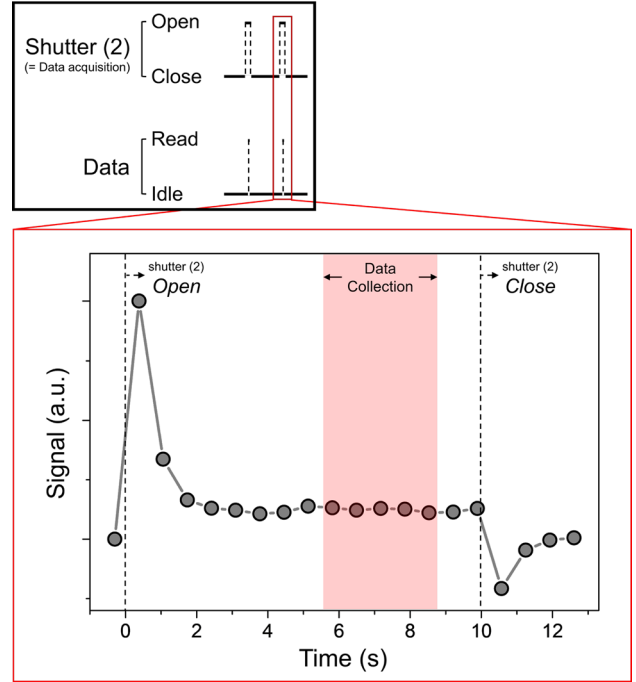 Open
Shutter (2)
(= Data acquisition)
Close
Read
Data
Idle
shutter (2)
Open
Data
Collection
shutter (2)
Close
Signal (a.u.)
0 2 4 6 8 10 12
Time (s)